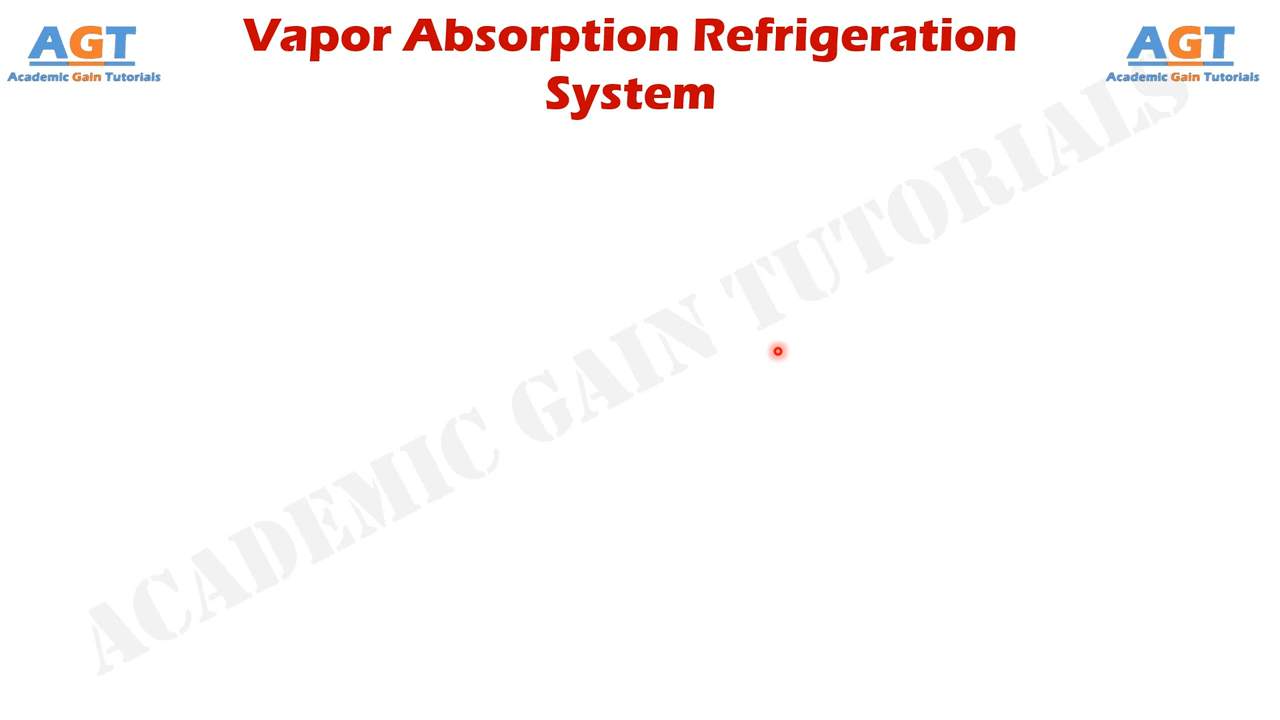 AGT
Academic Gain Tutorials
Vapor Absorption Refrigeration
System
AGT
Academic Gain Tutorials
ACADEMIC GAIN TUTORIALS